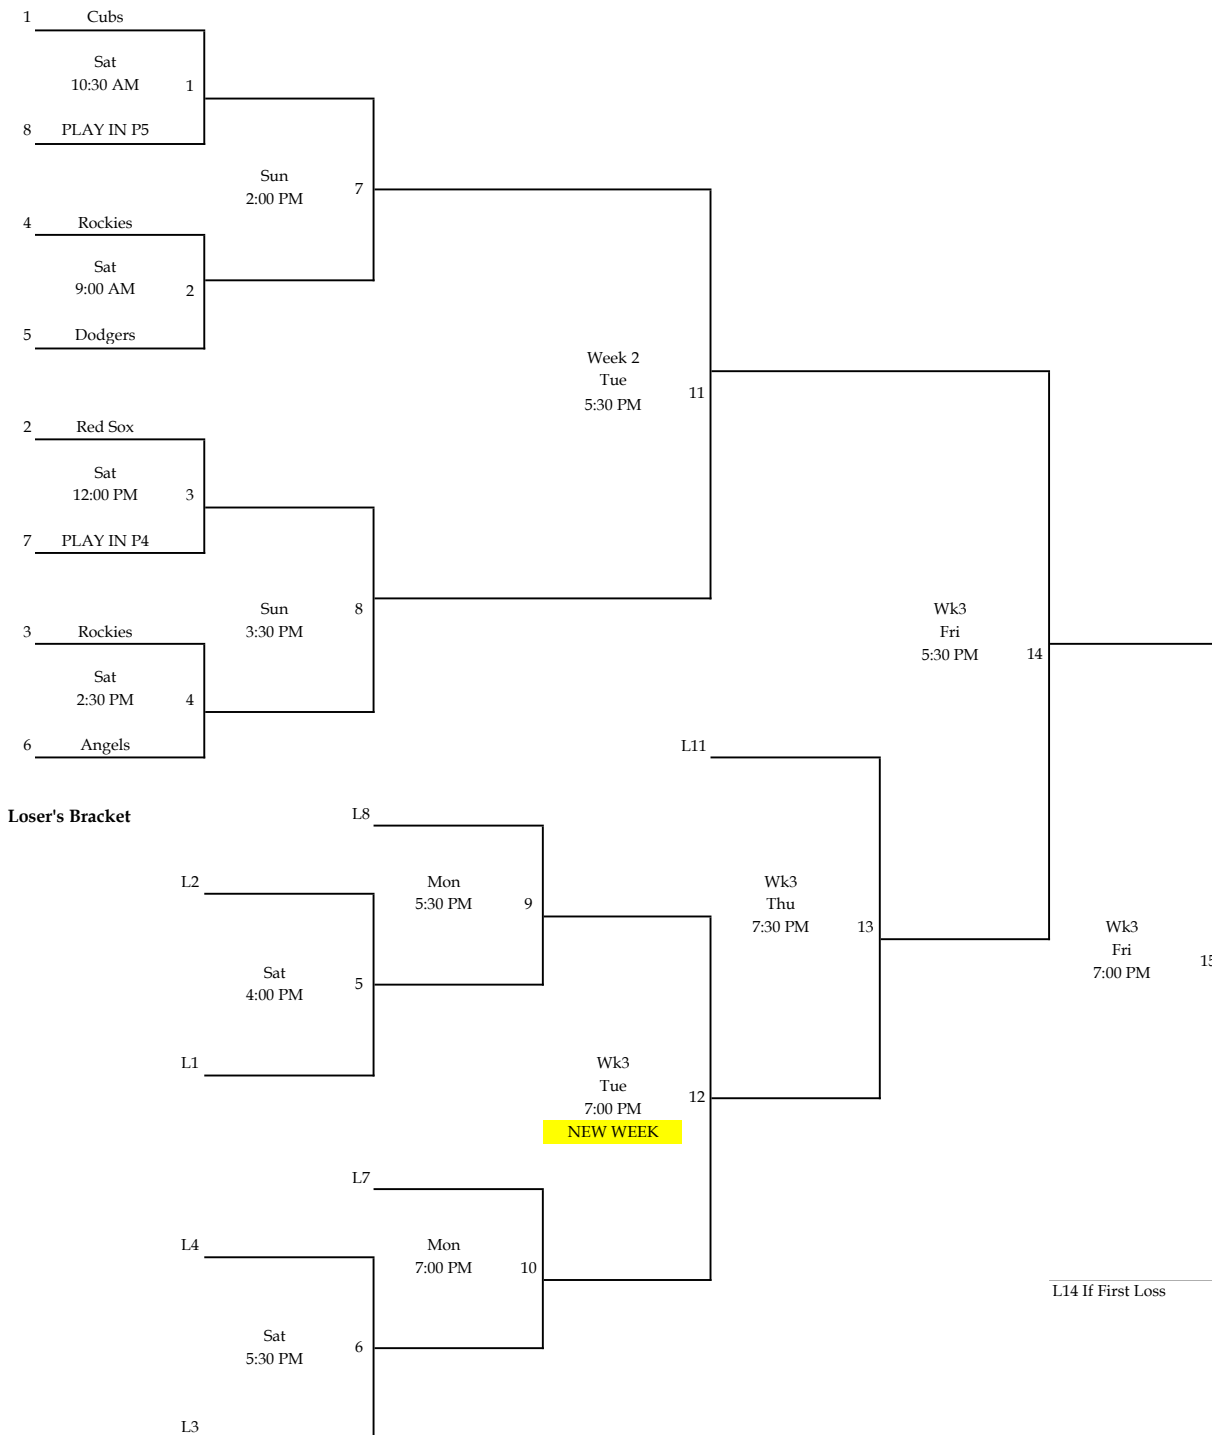 1 Cubs
Sat
10:30 AM 1
8 PLAY IN P5
Sun
2:00 PM 7
4 Rockies
Sat
9:00 AM 2
5 Dodgers
Week 2
Tue
5:30 PM 11
2 Red Sox
Sat
12:00 PM 3
7 PLAY IN P4
Sun
3:30 PM 8
3 Rockies
Sat
2:30 PM 4
6 Angels
Wk3
Fri
5:30 PM 14
L11
Loser's Bracket
L8
L2
Mon
5:30 PM 9
Wk3
Thu
7:30 PM 13
Wk3
Fri
7:00 PM 15
Sat
4:00 PM 5
L1
Wk3
Tue
7:00 PM 12
NEW WEEK
L7
L4
Mon
7:00 PM 10
L14 If First Loss
Sat
5:30 PM 6
L3